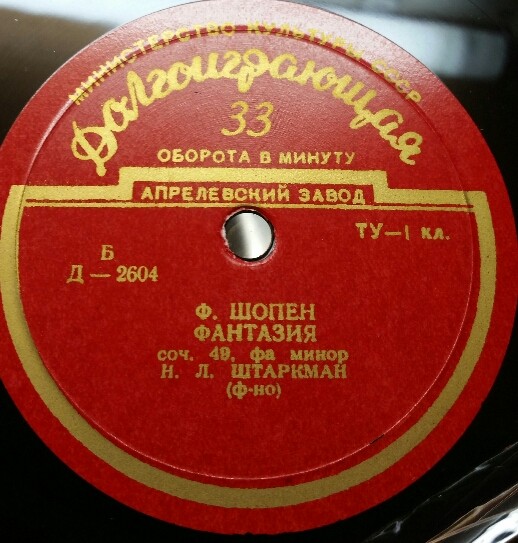 МИНИСТЕРСТВО КУЛЬТУРЫ СССР
Долгоиграющая
33
ОБОРОТА В МИНУТУ
АПРЕЛЕВСКИЙ ЗАВОД
ТУ—1 КЛ.
Б
Д — 2604
Ф. ШОПЕН
ФАНТАЗИЯ
соч. 49, фа минор
Н. Л. ШТАРКМАН
(ф-но)